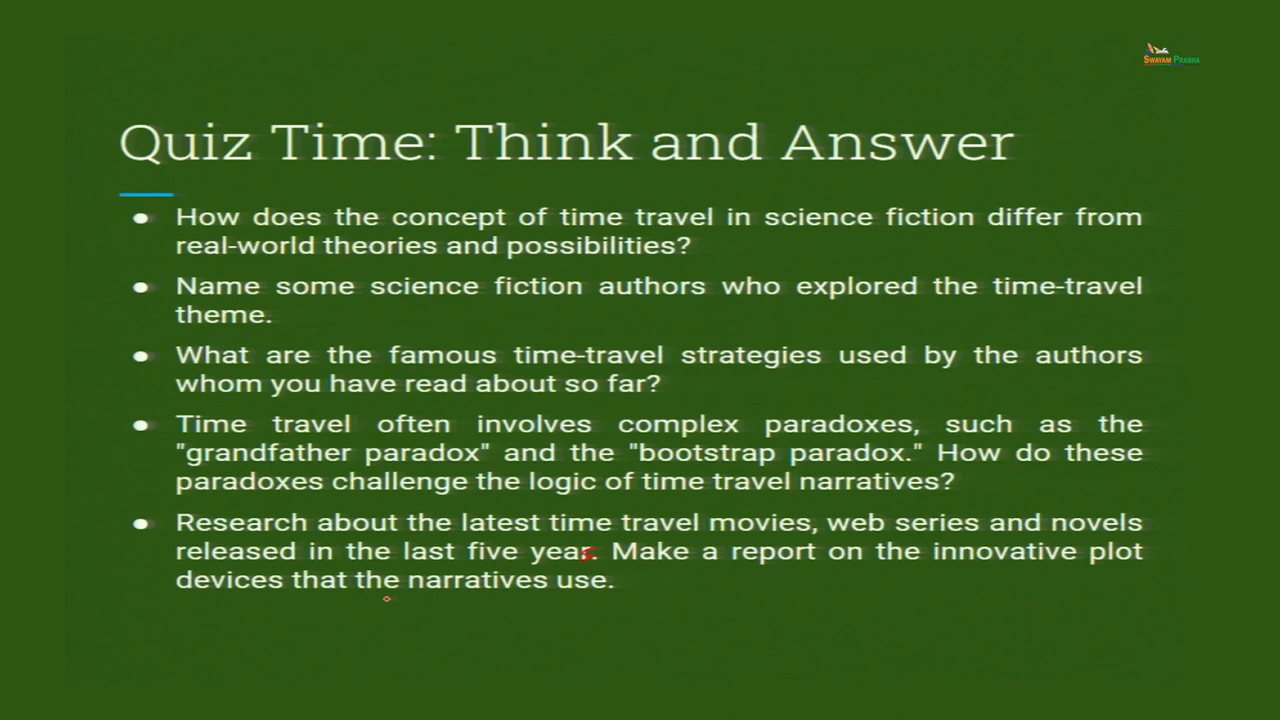 SWAYAM PRABHA
Quiz Time: Think and Answer
● How does the concept of time travel in science fiction differ from
real-world theories and possibilities?
● Name some science fiction authors who explored the time-travel
theme.
● What are the famous time-travel strategies used by the authors
whom you have read about so far?
● Time travel often involves complex paradoxes, such as the
"grandfather paradox" and the "bootstrap paradox." How do these
paradoxes challenge the logic of time travel narratives?
● Research about the latest time travel movies, web series and novels
released in the last five years. Make a report on the innovative plot
devices that the narratives use.